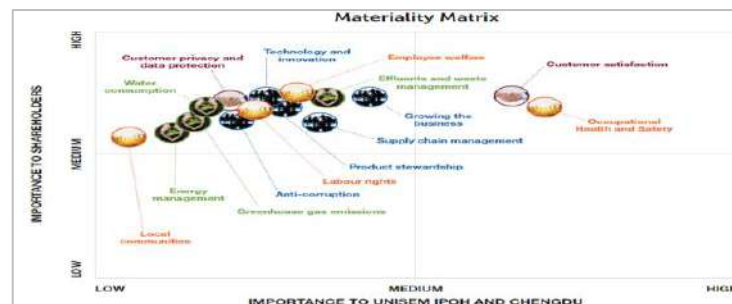 Materiality Matrix
HIGH
Customer privacy and
data protection
Technology and
innovation
Employee welfare
Customer satisfaction
Water
consumption
Effluents and waste
management
Growing the
business
Occupational
Health and Safety
Supply chain management
Product stewardship
Labour rights
Anti-corruption
Energy
management
Greenhouse gas emissions
Local
communities
IMPORTANCE TO SHAREHOLDERS
MEDIUM
LOW
LOW
MEDIUM
HIGH
IMPORTANCE TO UNISEM IPOH AND CHENGDU